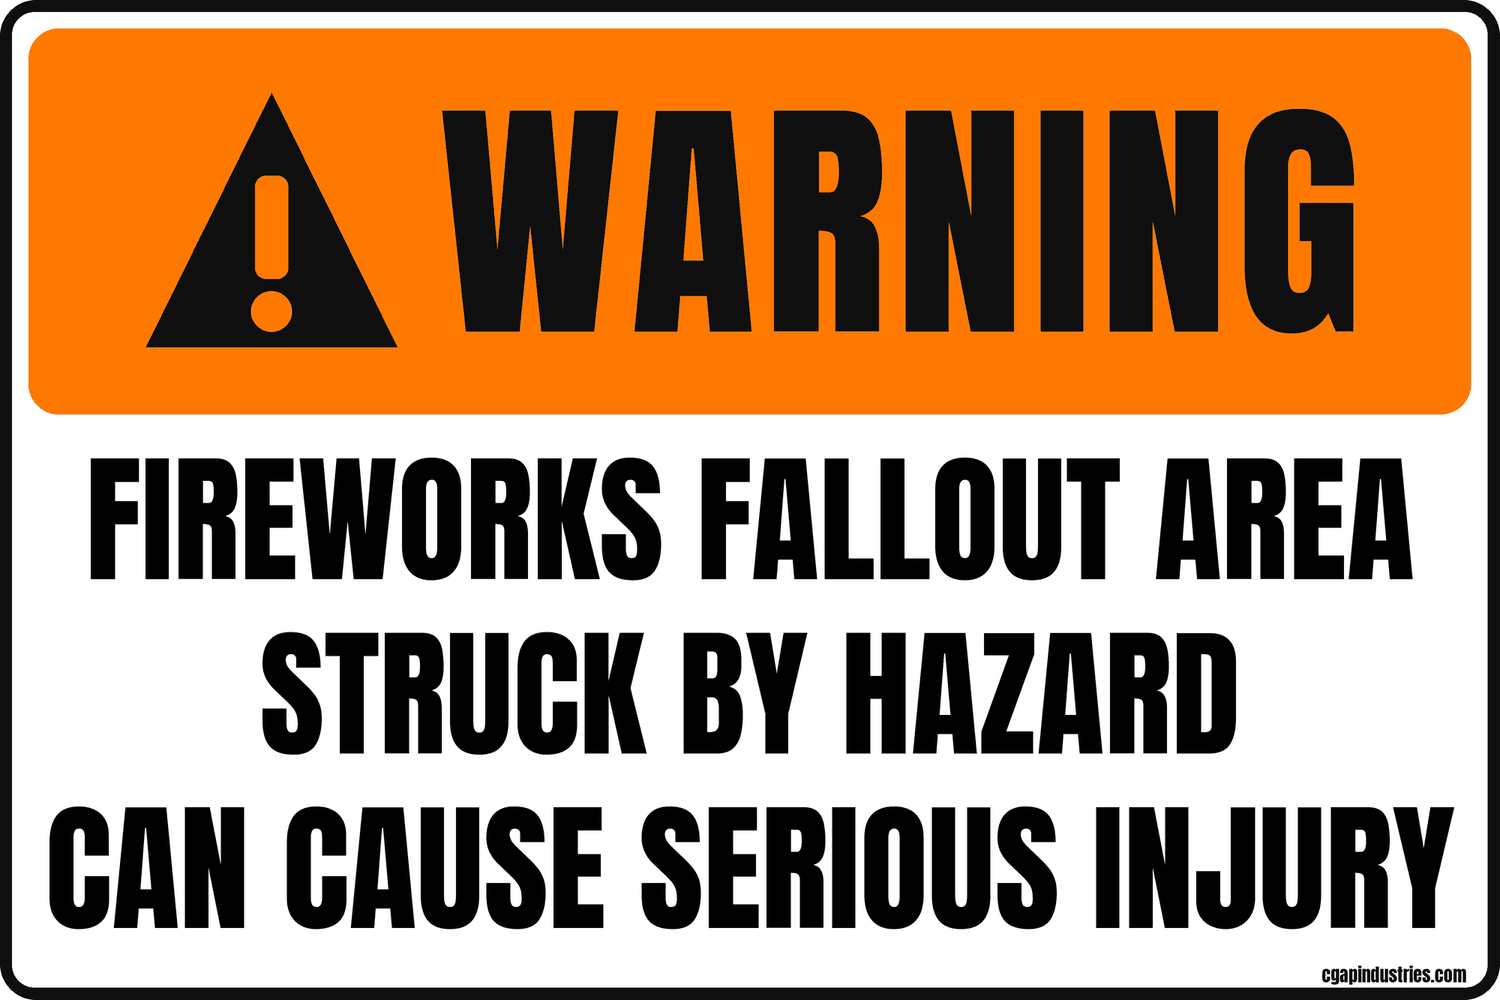 WARNING
FIREWORKS FALLOUT AREA
STRUCK BY HAZARD
CAN CAUSE SERIOUS INJURY
cgapindustries.com